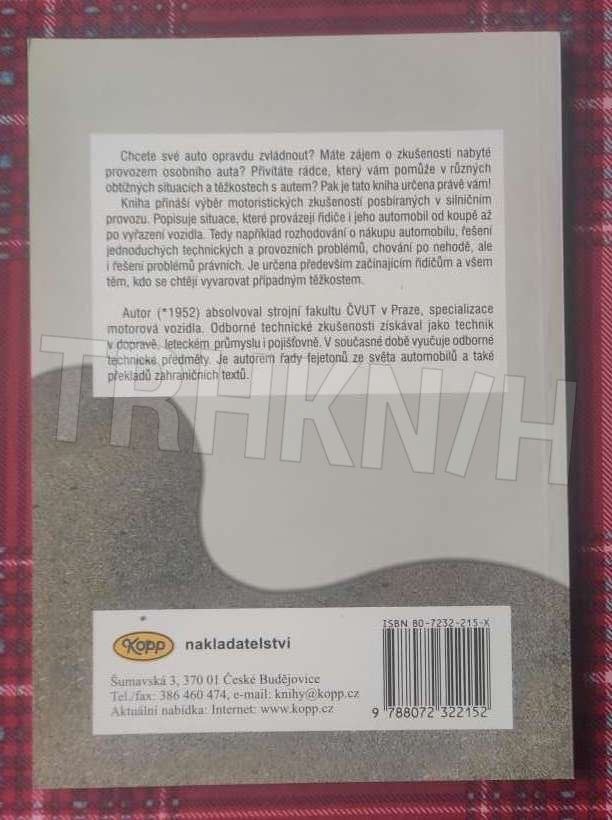 Chcete své auto opravdu zvládnout? Máte zájem o zkušenosti nabyté
provozem osobního auta? Přivítáte rádce, který vám pomůže v různých
obtížných situacích a těžkostech s autem? Pak je tato kniha určena právě vám!
Kniha přináší výběr motoristických zkušeností posbíraných v silničním
provozu. Popisuje situace, které provázejí řidiče i jeho automobil od koupě až
po vyřazení vozidla. Tedy například rozhodování o nákupu automobilu, řešení
jednoduchých technických a provozních problémů, chování po nehodě, ale
i řešení problémů právních. Je určena především začínajícím řidičům a všem
těm, kdo se chtějí vyvarovat případným těžkostem.
Autor (*1952) absolvoval strojní fakultu ČVUT v Praze, specializace
motorová vozidla. Odborné technické zkušenosti získával jako technik
v dopravě, leteckém průmyslu i pojišťovně. V současné době vyučuje odborné
technické předměty. Je autorem řady fejetonů ze světa automobilů a také
překladů zahraničních textů.
TRHKNIH
Kopp nakladatelství
Šumavská 3, 370 01 České Budějovice
Tel./fax: 386 460 474, e-mail: knihy@kopp.cz
Aktuální nabídka: Internet: www.kopp.cz
ISBN 80-7232-215-X
9 788072 322152